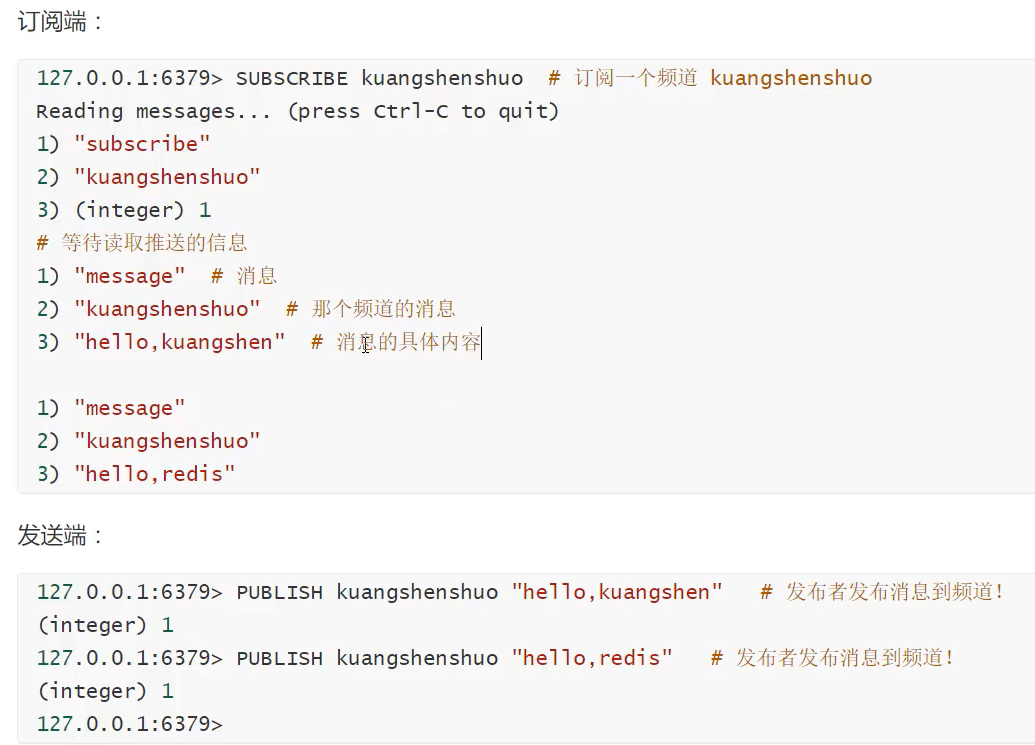 订阅端：
127.0.0.1:6379> SUBSCRIBE kuangshenshuo  # 订阅一个频道 kuangshenshuo
Reading messages... (press Ctrl-C to quit)
1) "subscribe"
2) "kuangshenshuo"
3) (integer) 1
# 等待读取推送的信息
1) "message"  # 消息
2) "kuangshenshuo"  # 那个频道的消息
3) "hello,kuangshen"  # 消息的具体内容
1) "message"
2) "kuangshenshuo"
3) "hello,redis"
发送端：
127.0.0.1:6379> PUBLISH kuangshenshuo "hello,kuangshen"   # 发布者发布消息到频道！
(integer) 1
127.0.0.1:6379> PUBLISH kuangshenshuo "hello,redis"   # 发布者发布消息到频道！
(integer) 1
127.0.0.1:6379>